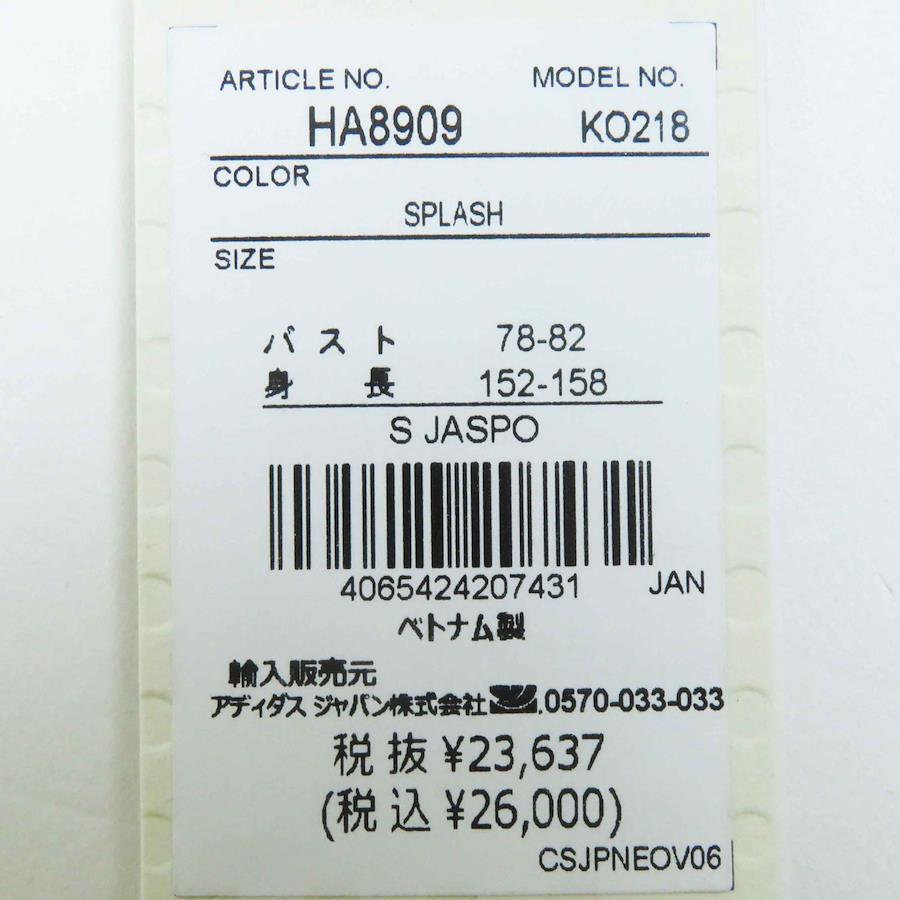 ARTICLE NO. MODEL NO.
HA8909 KO218
COLOR
SPLASH
SIZE
バスト 78-82
身長 152-158
S JASPO
4065424207431 JAN
ベトナム製
輸入販売元
アディダス ジャパン株式会社 .0570-033-033
税抜 ¥23,637
(税込 ¥26,000)
CSJPNEOV06